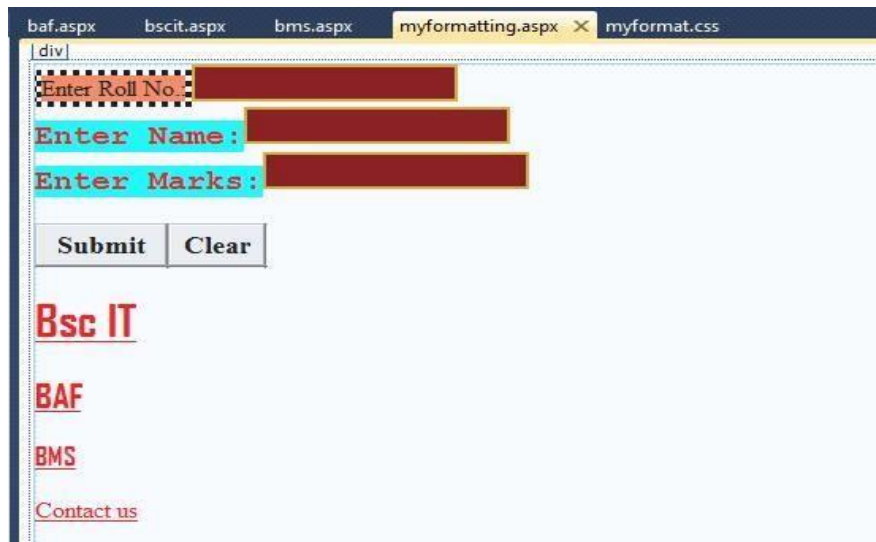 baf.aspx bscit.aspx bms.aspx myformatting.aspx × myformat.css
div
Enter Roll No.:
Enter Name:
Enter Marks:
Submit Clear
Bsc IT
BAF
BMS
Contact us